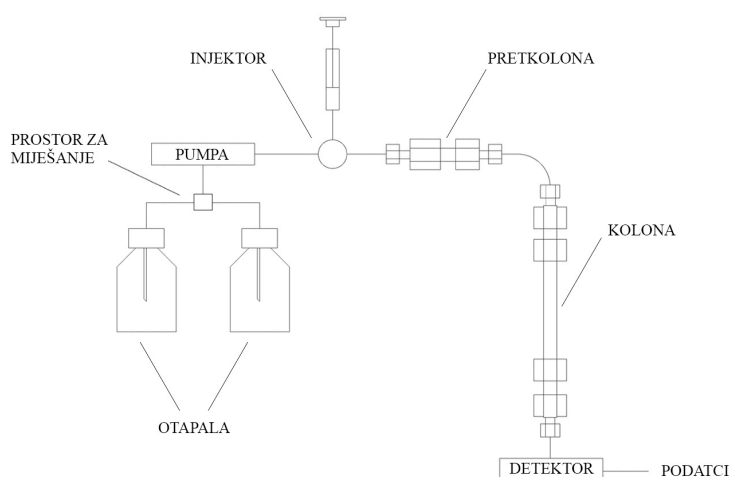 INJEKTOR
PRETKOLONA
PROSTOR ZA
MIJEŠANJE
PUMPA
KOLONA
OTAPALA
DETEKTOR
PODATCI